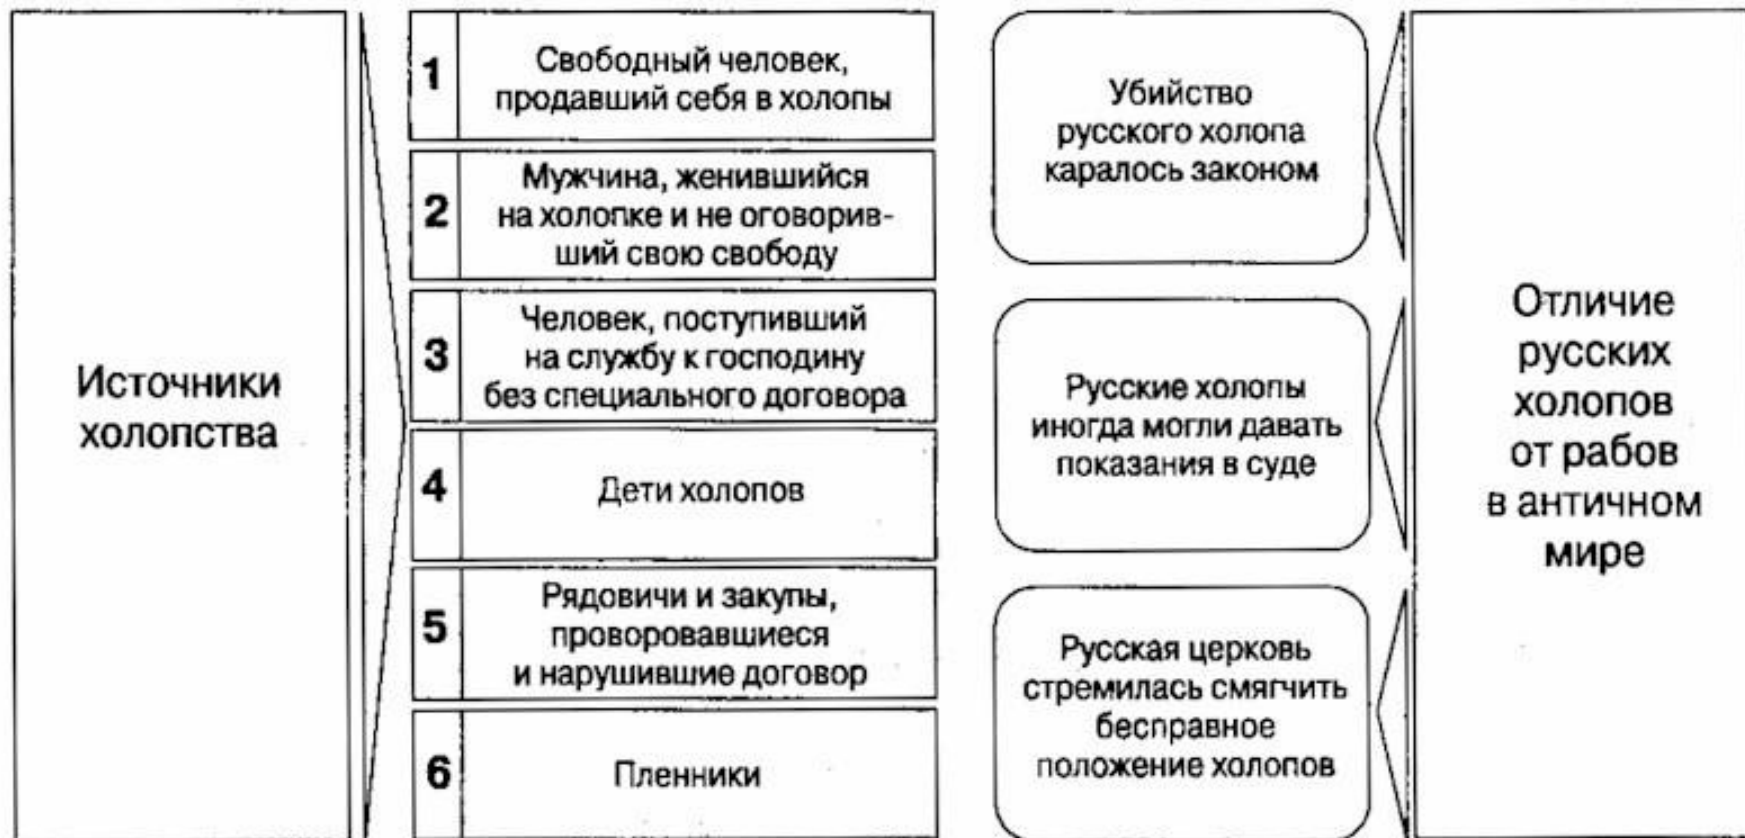 Источники
холопства
1
Свободный человек,
продавший себя в холопы
2
Мужчина, женившийся
на холопке и не оговорив-
ший свою свободу
3
Человек, поступивший
на службу к господину
без специального договора
4
Дети холопов
5
Рядовичи и закупы,
проворовавшиеся
и нарушившие договор
6
Пленники
Убийство
русского холопа
каралось законом
Русские холопы
иногда могли давать
показания в суде
Русская церковь
стремилась смягчить
бесправное
положение холопов
Отличие
русских
холопов
от рабов
в античном
мире